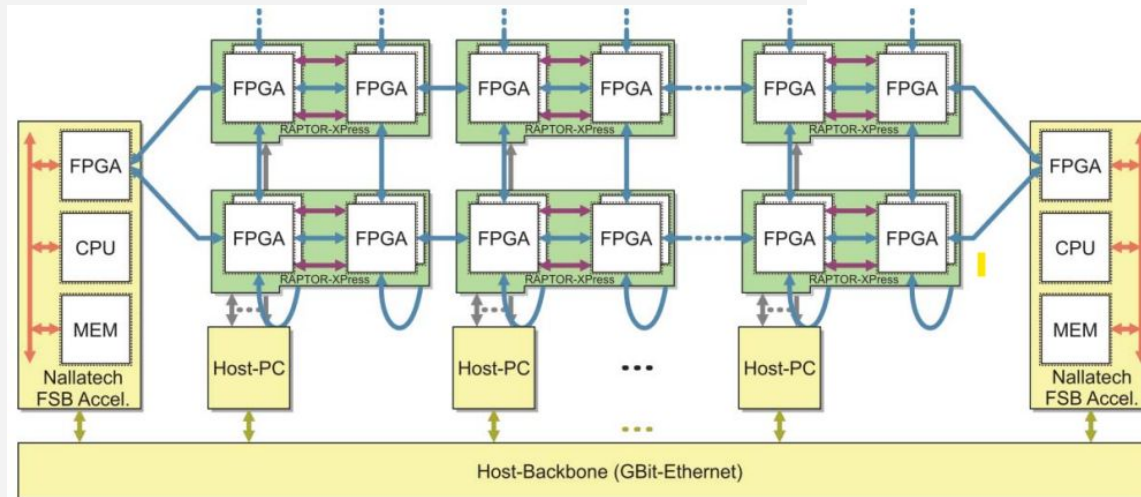 FPGA FPGA FPGA FPGA FPGA FPGA
RAPTOR-XPress RAPTOR-XPress RAPTOR-XPress
FPGA FPGA
CPU CPU
MEM MEM
Nallatech Nallatech
FSB Accel. FSB Accel.
FPGA FPGA FPGA FPGA FPGA FPGA
RAPTOR-XPress RAPTOR-XPress RAPTOR-XPress
Host-PC Host-PC Host-PC
Host-Backbone (GBit-Ethernet)